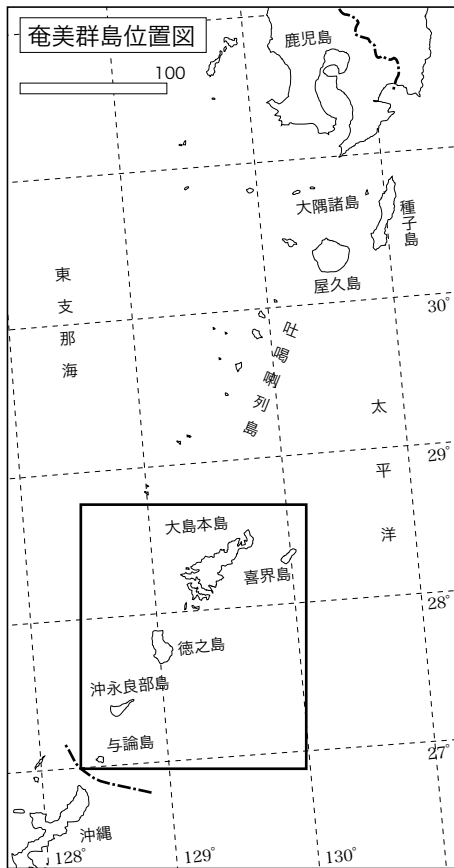 奄美群島位置図
100
鹿児島
大隅諸島
種子島
屋久島
東支那海
30°
吐噶喇列島
太平洋
29°
大島本島
喜界島
28°
徳之島
沖永良部島
与論島
27°
沖縄
128°
129°
130°